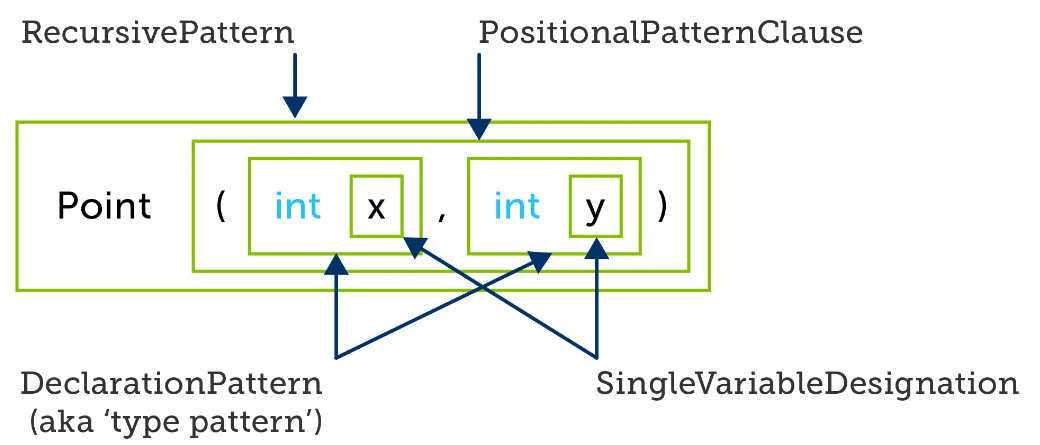 RecursivePattern PositionalPatternClause
Point ( int x , int y )
DeclarationPattern SingleVariableDesignation
(aka ‘type pattern’)